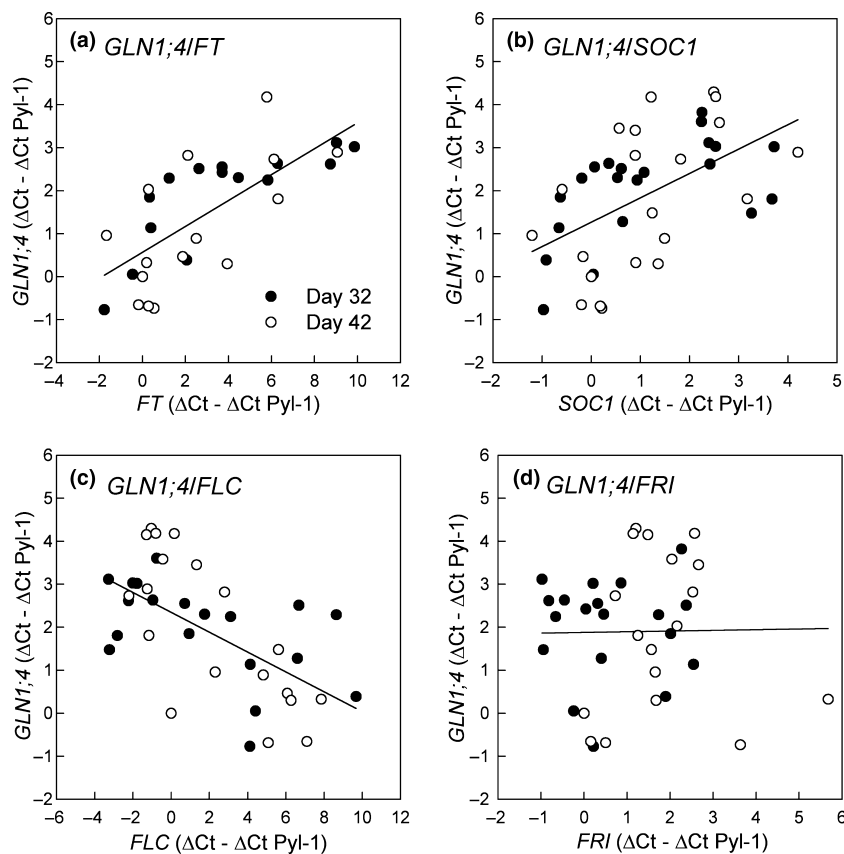 (a) GLN1;4/FT
GLN1;4 (ΔCt - ΔCt Pyl-1)
6
5
4
3
2
1
0
−1
−2
Day 32
Day 42
−4 −2 0 2 4 6 8 10 12
FT (ΔCt - ΔCt Pyl-1)
(b) GLN1;4/SOC1
GLN1;4 (ΔCt - ΔCt Pyl-1)
6
5
4
3
2
1
0
−1
−2
−2 −1 0 1 2 3 4 5
SOC1 (ΔCt - ΔCt Pyl-1)
(c) GLN1;4/FLC
GLN1;4 (ΔCt - ΔCt Pyl-1)
6
5
4
3
2
1
0
−1
−2
−6 −4 −2 0 2 4 6 8 10 12
FLC (ΔCt - ΔCt Pyl-1)
(d) GLN1;4/FRI
GLN1;4 (ΔCt - ΔCt Pyl-1)
6
5
4
3
2
1
0
−1
−2
−2 −1 0 1 2 3 4 5 6
FRI (ΔCt - ΔCt Pyl-1)